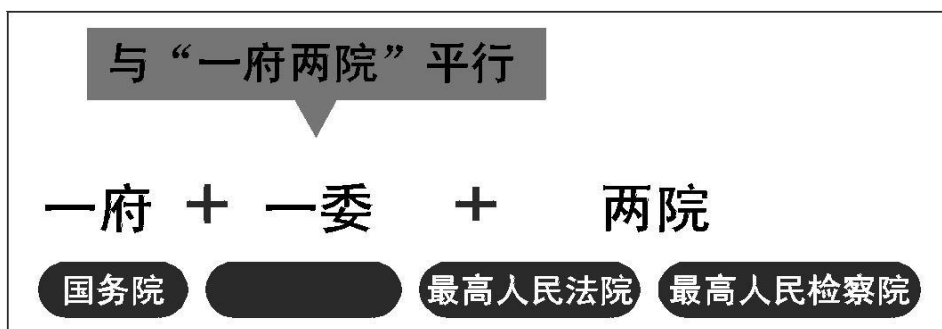 与“一府两院”平行
一府 + 一委 + 两院
国务院 最高人民法院 最高人民检察院